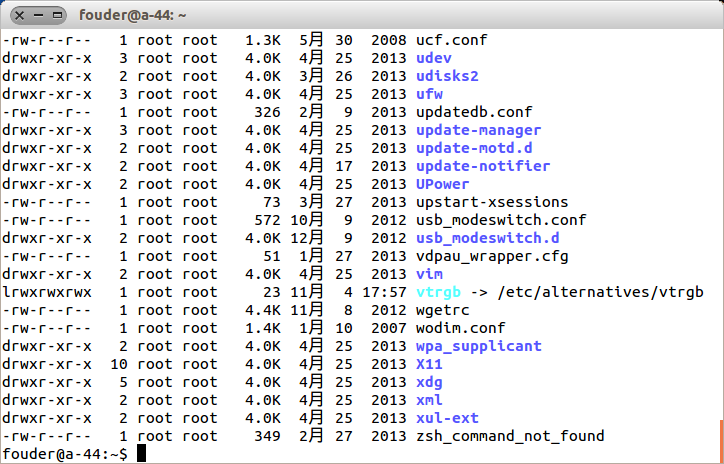 fouder@a-44: ~
-rw-r--r-- 1 root root 1.3K 5月 30 2008 ucf.conf
drwxr-xr-x 3 root root 4.0K 4月 25 2013 udev
drwxr-xr-x 2 root root 4.0K 3月 26 2013 udisks2
drwxr-xr-x 3 root root 4.0K 4月 25 2013 ufw
-rw-r--r-- 1 root root 326 2月 9 2013 updatedb.conf
drwxr-xr-x 3 root root 4.0K 4月 25 2013 update-manager
drwxr-xr-x 2 root root 4.0K 4月 25 2013 update-motd.d
drwxr-xr-x 2 root root 4.0K 4月 17 2013 update-notifier
drwxr-xr-x 2 root root 4.0K 4月 25 2013 UPower
-rw-r--r-- 1 root root 73 3月 27 2013 upstart-xsessions
-rw-r--r-- 1 root root 572 10月 9 2012 usb_modeswitch.conf
drwxr-xr-x 2 root root 4.0K 12月 9 2012 usb_modeswitch.d
-rw-r--r-- 1 root root 51 1月 27 2013 vdpau_wrapper.cfg
drwxr-xr-x 2 root root 4.0K 4月 25 2013 vim
lrwxrwxrwx 1 root root 23 11月 4 17:57 vtrgb -> /etc/alternatives/vtrgb
-rw-r--r-- 1 root root 4.4K 11月 8 2012 wgetrc
-rw-r--r-- 1 root root 1.4K 1月 10 2007 wodim.conf
drwxr-xr-x 2 root root 4.0K 4月 25 2013 wpa_supplicant
drwxr-xr-x 10 root root 4.0K 4月 25 2013 X11
drwxr-xr-x 5 root root 4.0K 4月 25 2013 xdg
drwxr-xr-x 2 root root 4.0K 4月 25 2013 xml
drwxr-xr-x 2 root root 4.0K 4月 25 2013 xul-ext
-rw-r--r-- 1 root root 349 2月 27 2013 zsh_command_not_found
fouder@a-44:~$